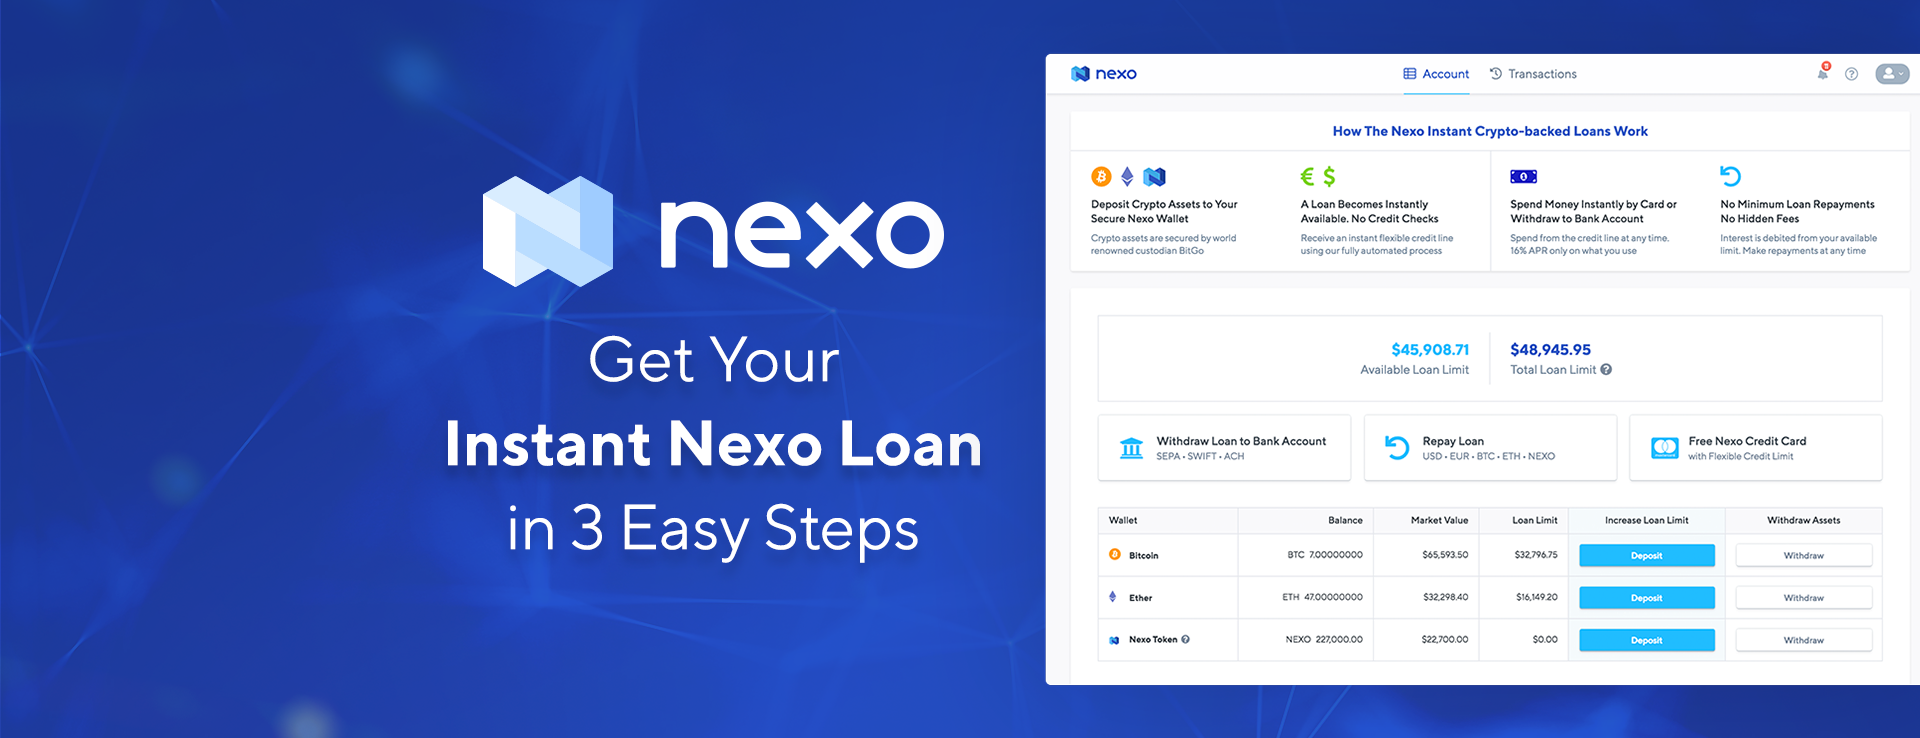 nexo
Get Your
Instant Nexo Loan
in 3 Easy Steps
nexo
Account
Transactions
How The Nexo Instant Crypto-backed Loans Work
Deposit Crypto Assets to Your
Secure Nexo Wallet
Crypto assets are secured by world
renowned custodian BitGo
€ $
A Loan Becomes Instantly
Available. No Credit Checks
Receive an instant flexible credit line
using our fully automated process
Spend Money Instantly by Card or
Withdraw to Bank Account
Spend from the credit line at any time.
16% APR only on what you use
No Minimum Loan Repayments
No Hidden Fees
Interest is debited from your available
limit. Make repayments at any time
$45,908.71
Available Loan Limit
$48,945.95
Total Loan Limit ?
Withdraw Loan to Bank Account
SEPA • SWIFT • ACH
Repay Loan
USD • EUR • BTC • ETH • NEXO
Free Nexo Credit Card
with Flexible Credit Limit
Wallet Balance Market Value Loan Limit Increase Loan Limit Withdraw Assets
Bitcoin BTC 7.00000000 $65,593.50 $32,796.75 Deposit Withdraw
Ether ETH 47.00000000 $32,298.40 $16,149.20 Deposit Withdraw
Nexo Token ? NEXO 227,000.00 $22,700.00 $0.00 Deposit Withdraw